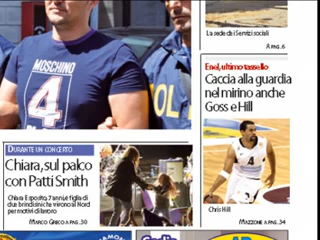 MOSCHINO
4
La sede dei Servizi sociali
A PAG. 6
Enel, ultimo tassello
Caccia alla guardia
nel mirino anche
Goss e Hill
DURANTE UN CONCERTO
Chiara, sul palco
con Patti Smith
Chiara Esposito, 7 anni, è figlia di
due brindisini che vivono al Nord
per motivi di lavoro
MARCO GRECO A PAG. 30
Chris Hill
MAZZONE A PAG. 34